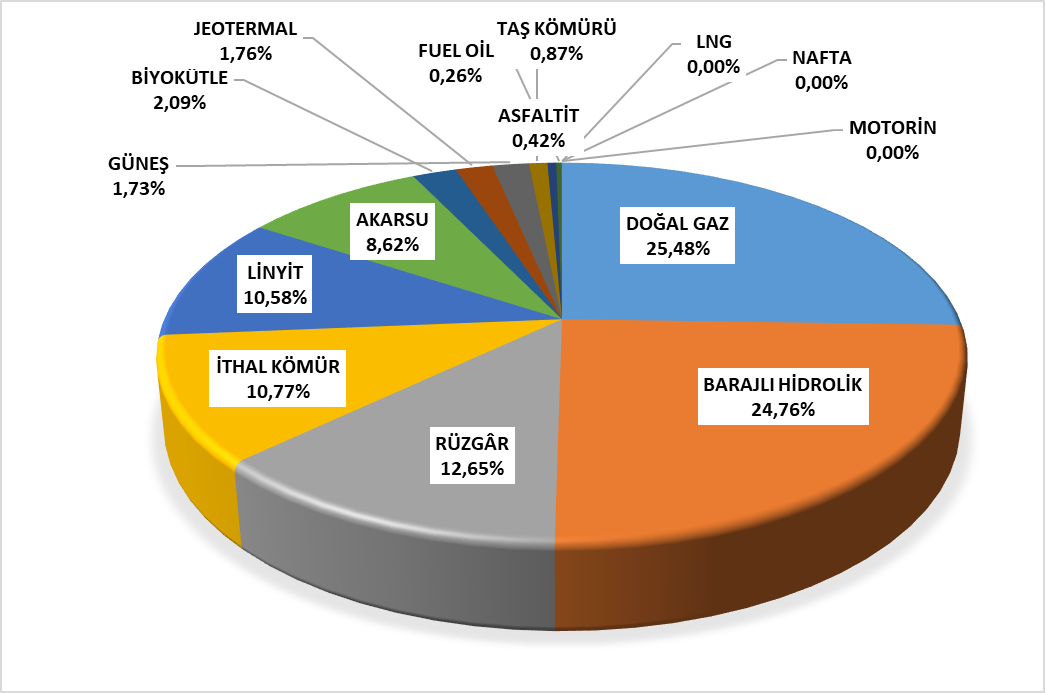 JEOTERMAL
1,76%
BİYOKÜTLE
2,09%
GÜNEŞ
1,73%
FUEL OİL
0,26%
TAŞ KÖMÜRÜ
0,87%
ASFALTİT
0,42%
LNG
0,00%
NAFTA
0,00%
MOTORİN
0,00%
DOĞAL GAZ
25,48%
AKARSU
8,62%
LİNYİT
10,58%
İTHAL KÖMÜR
10,77%
BARAJLI HİDROLİK
24,76%
RÜZGÂR
12,65%